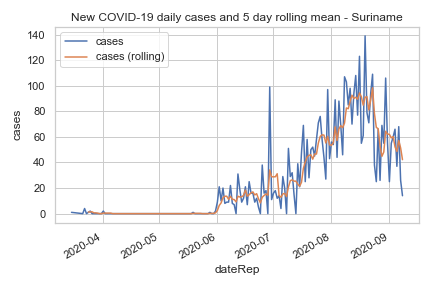 New COVID-19 daily cases and 5 day rolling mean - Suriname
cases
cases (rolling)
cases
140
120
100
80
60
40
20
0
2020-04
2020-05
2020-06
2020-07
2020-08
2020-09
dateRep